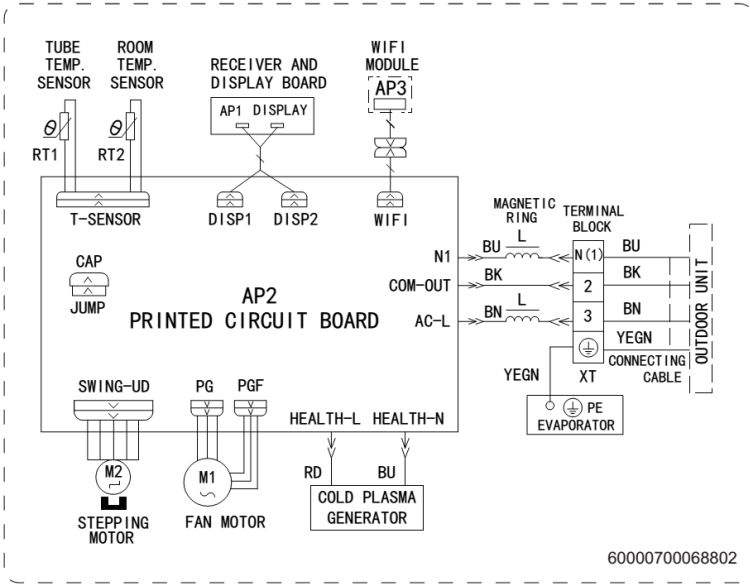 TUBE
TEMP.
SENSOR
ROOM
TEMP.
SENSOR
RECEIVER AND
DISPLAY BOARD
WIFI
MODULE
AP1 DISPLAY
AP3
θ
RT1
θ
RT2
T-SENSOR
DISP1
DISP2
WIFI
CAP
JUMP
AP2
PRINTED CIRCUIT BOARD
N1
COM-OUT
AC-L
MAGNETIC
RING
TERMINAL
BLOCK
BU
L
N(1)
BU
BK
2
BK
BN
L
3
BN
YEGN
OUTDOOR UNIT
CONNECTING
CABLE
XT
YEGN
PE
EVAPORATOR
SWING-UD
PG
PGF
HEALTH-L
HEALTH-N
M2
STEPPING
MOTOR
M1
FAN MOTOR
RD
BU
COLD PLASMA
GENERATOR
60000700068802